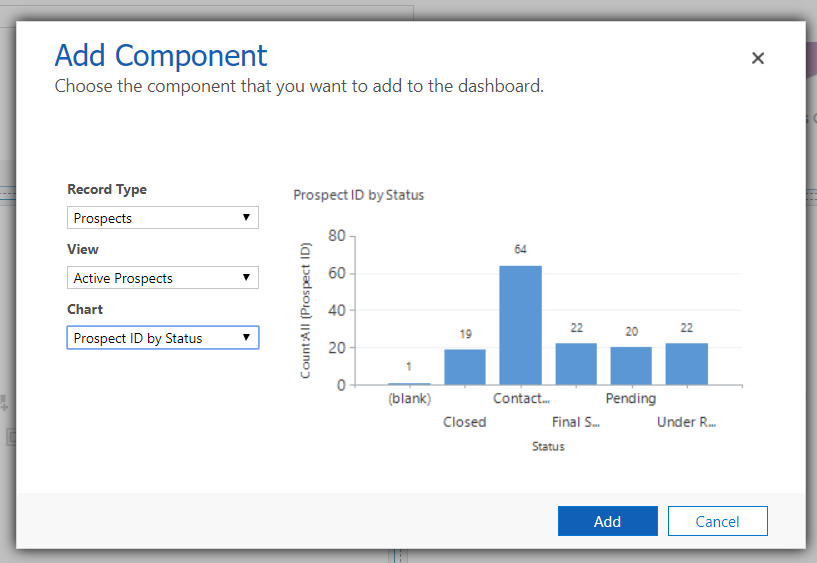 Add Component
Choose the component that you want to add to the dashboard.
Record Type
Prospects
View
Active Prospects
Chart
Prospect ID by Status
Prospect ID by Status
Count:All (Prospect ID)
80
60
40
20
0
1
19
64
22
20
22
(blank)
Closed
Contact...
Final S...
Pending
Under R...
Status
Add
Cancel